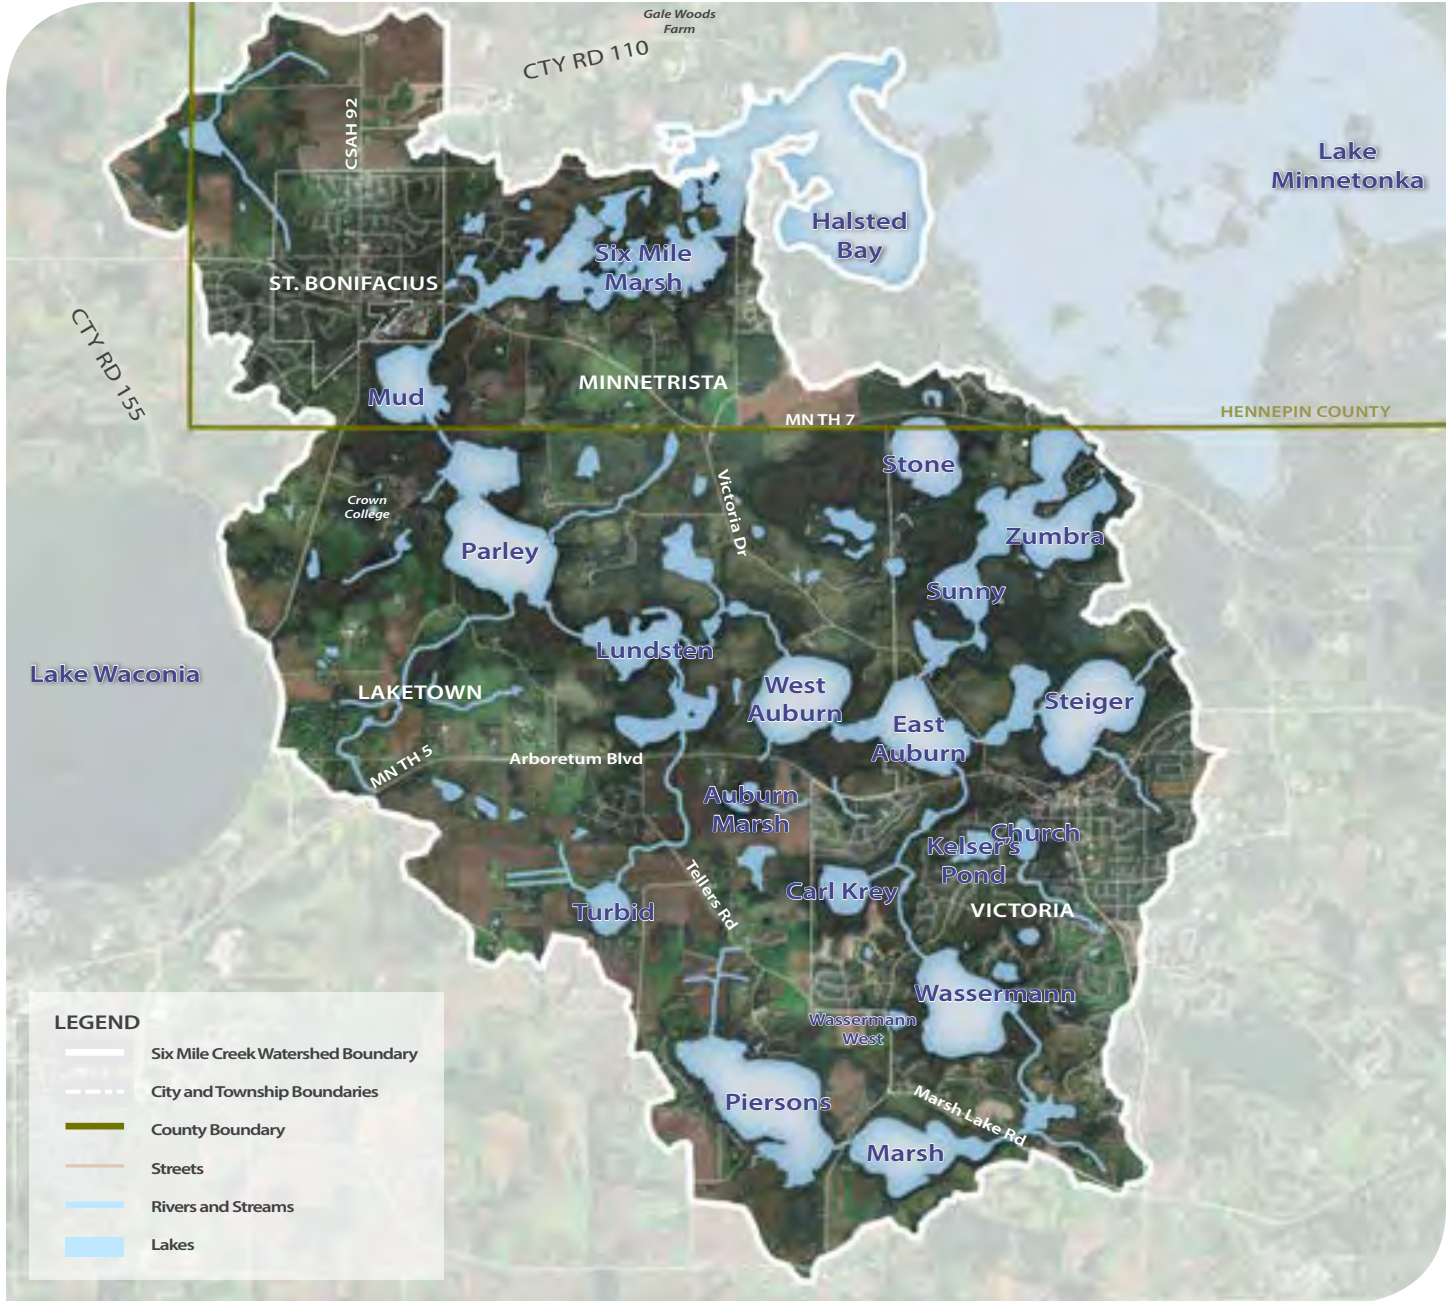 Gale Woods
Farm
CTY RD 110
CSAH 92
Lake
Minnetonka
Halsted
Bay
Six Mile
Marsh
ST. BONIFACIUS
CTY RD 155
Mud
MINNETRISTA
MN TH 7
HENNEPIN COUNTY
Stone
Crown
College
Victoria Dr
Parley
Zumbra
Sunny
Lundsten
Lake Waconia
LAKETOWN
West
Auburn
East
Auburn
Steiger
MN TH 5
Arboretum Blvd
Auburn
Marsh
Church
Kelser's
Pond
Carl Krey
Tellers Rd
Turbid
VICTORIA
Wassermann
Wassermann
West
Piersons
Marsh Lake Rd
Marsh
LEGEND
Six Mile Creek Watershed Boundary
City and Township Boundaries
County Boundary
Streets
Rivers and Streams
Lakes